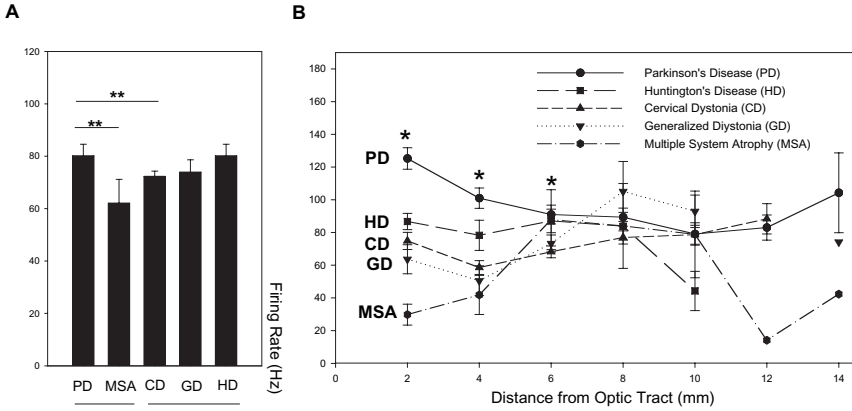 A
120
100
80
60
40
20
0
**
**
PD MSA CD GD HD
Firing Rate (Hz)
B
180
160
140
120
100
80
60
40
20
0
Parkinson's Disease (PD)
Huntington's Disease (HD)
Cervical Dystonia (CD)
Generalized Diystonia (GD)
Multiple System Atrophy (MSA)
*
*
*
PD
HD
CD
GD
MSA
0 2 4 6 8 10 12 14
Distance from Optic Tract (mm)